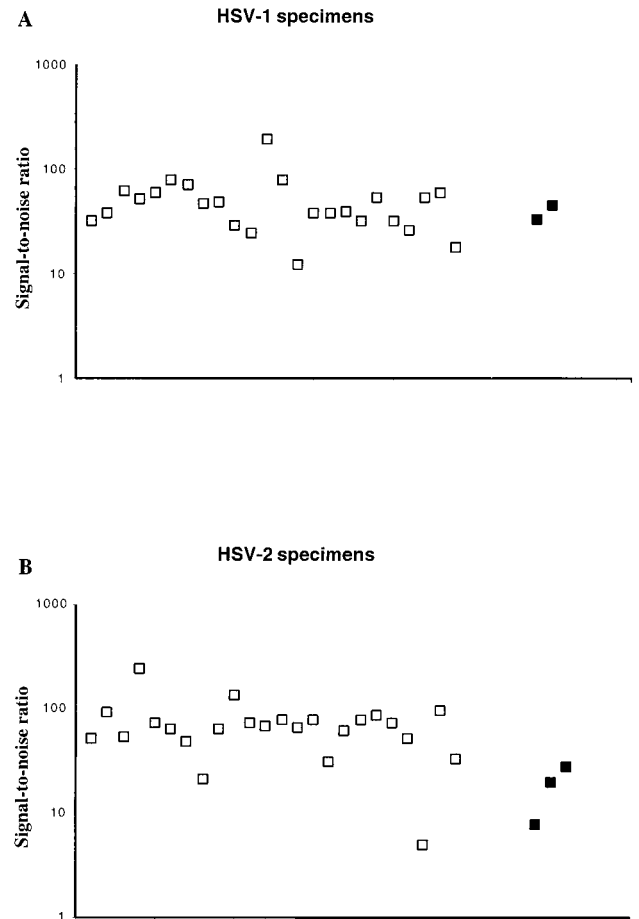 A
HSV-1 specimens
1000
100
10
1
Signal-to-noise ratio
B
HSV-2 specimens
1000
100
10
1
Signal-to-noise ratio